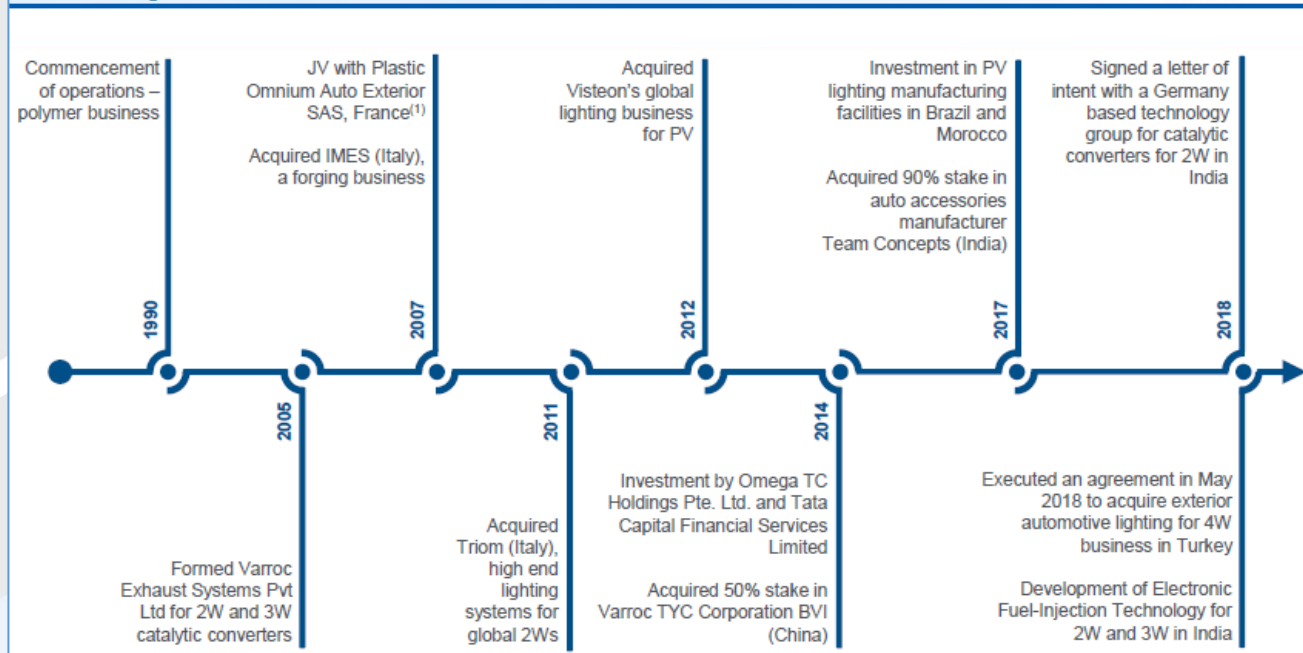 Commencement
of operations –
polymer business
1990
Formed Varroc
Exhaust Systems Pvt
Ltd for 2W and 3W
catalytic converters
2005
JV with Plastic
Omnium Auto Exterior
SAS, France(1)
Acquired IMES (Italy),
a forging business
2007
Acquired
Triom (Italy),
high end
lighting
systems for
global 2Ws
2011
Acquired
Visteon's global
lighting business
for PV
2012
Investment by Omega TC
Holdings Pte. Ltd. and Tata
Capital Financial Services
Limited
Acquired 50% stake in
Varroc TYC Corporation BVI
(China)
2014
Investment in PV
lighting manufacturing
facilities in Brazil and
Morocco
Acquired 90% stake in
auto accessories
manufacturer
Team Concepts (India)
2017
Signed a letter of
intent with a Germany
based technology
group for catalytic
converters for 2W in
India
2018
Executed an agreement in May
2018 to acquire exterior
automotive lighting for 4W
business in Turkey
Development of Electronic
Fuel-Injection Technology for
2W and 3W in India